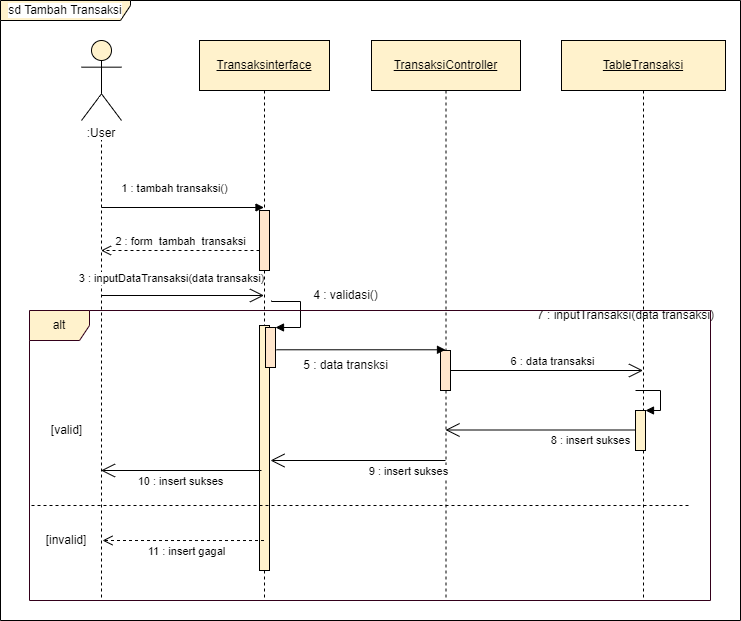 sd Tambah Transaksi
Transaksinterface
TransaksiController
TableTransaksi
:User
1 : tambah transaksi()
2 : form tambah transaksi
3 : inputDataTransaksi(data transaksi)
4 : validasi()
7 : inputTransaksi(data transaksi)
alt
5 : data transksi
6 : data transaksi
[valid]
8 : insert sukses
9 : insert sukses
10 : insert sukses
[invalid]
11 : insert gagal